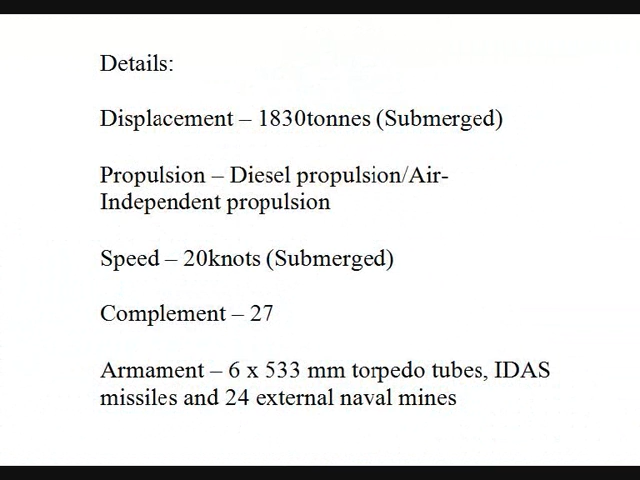 Details:
Displacement – 1830tonnes (Submerged)
Propulsion – Diesel propulsion/Air-
Independent propulsion
Speed – 20knots (Submerged)
Complement – 27
Armament – 6 x 533 mm torpedo tubes, IDAS
missiles and 24 external naval mines